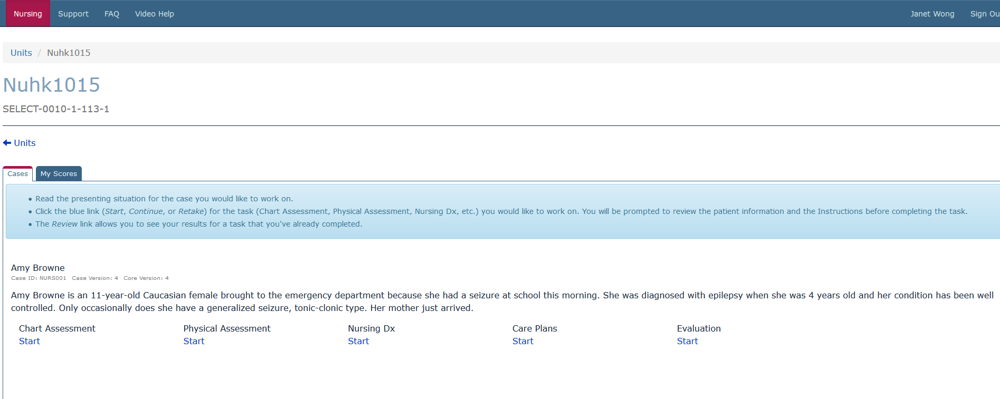 Nursing Support FAQ Video Help Janet Wong Sign Ou
Units / Nuhk1015
Nuhk1015
SELECT-0010-1-113-1
Units
Cases My Scores
• Read the presenting situation for the case you would like to work on.
• Click the blue link (Start, Continue, or Retake) for the task (Chart Assessment, Physical Assessment, Nursing Dx, etc.) you would like to work on. You will be prompted to review the patient information and the Instructions before completing the task.
• The Review link allows you to see your results for a task that you've already completed.
Amy Browne
Case ID: NURS001 Case Version: 4 Core Version: 4
Amy Browne is an 11-year-old Caucasian female brought to the emergency department because she had a seizure at school this morning. She was diagnosed with epilepsy when she was 4 years old and her condition has been well
controlled. Only occasionally does she have a generalized seizure, tonic-clonic type. Her mother just arrived.
Chart Assessment Physical Assessment Nursing Dx Care Plans Evaluation
Start Start Start Start Start